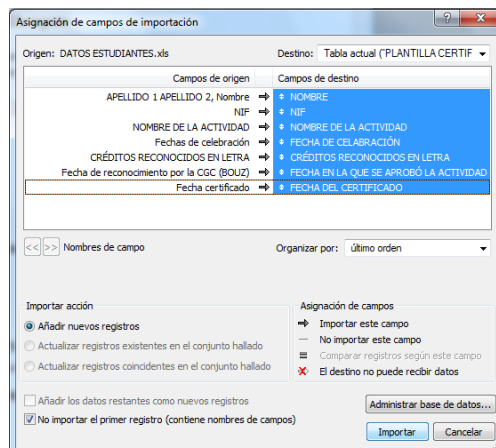 Asignación de campos de importación
Origen: DATOS ESTUDIANTES.xls Destino: Tabla actual ("PLANTILLA CERTIF
Campos de origen Campos de destino
APELLIDO 1 APELLIDO 2, Nombre NOMBRE
NIF NIF
NOMBRE DE LA ACTIVIDAD NOMBRE DE LA ACTIVIDAD
Fechas de celebración FECHA DE CELABRACIÓN
CRÉDITOS RECONOCIDOS EN LETRA CRÉDITOS RECONOCIDOS EN LETRA
Fecha de reconocimiento por la CGC (BOUZ) FECHA EN LA QUE SE APROBÓ LA ACTIVIDAD
Fecha certificado FECHA DEL CERTIFICADO
<< >> Nombres de campo Organizar por: último orden
Importar acción Asignación de campos
Añadir nuevos registros Importar este campo
Actualizar registros existentes en el conjunto hallado No importar este campo
Actualizar registros coincidentes en el conjunto hallado Comparar registros según este campo
El destino no puede recibir datos
Añadir los datos restantes como nuevos registros Administrar base de datos...
No importar el primer registro (contiene nombres de campo)
Importar Cancelar